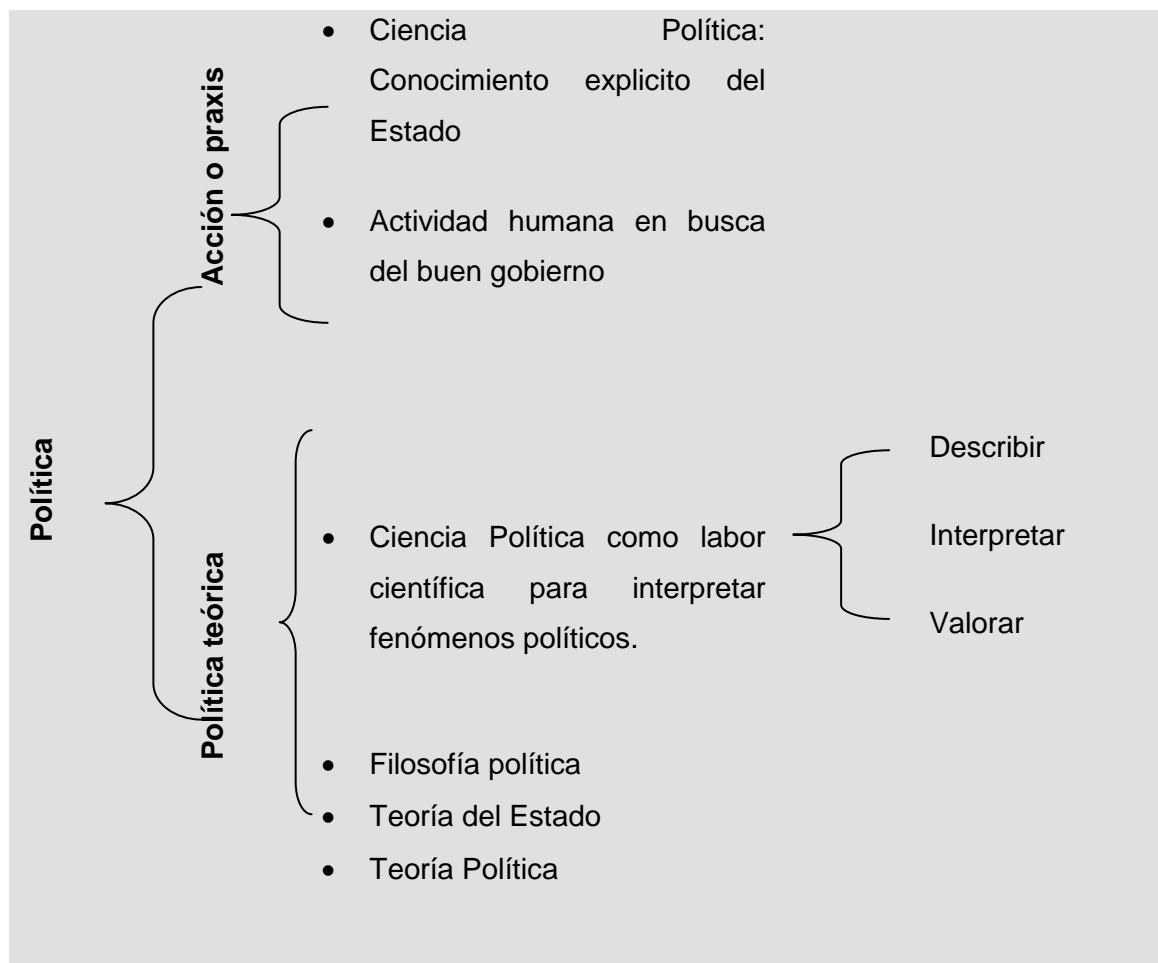 Política
Acción o praxis
• Ciencia Política:
Conocimiento explicito del
Estado
• Actividad humana en busca
del buen gobierno
Política teórica
• Ciencia Política como labor
científica para interpretar
fenómenos políticos.
Describir
Interpretar
Valorar
• Filosofía política
• Teoría del Estado
• Teoría Política